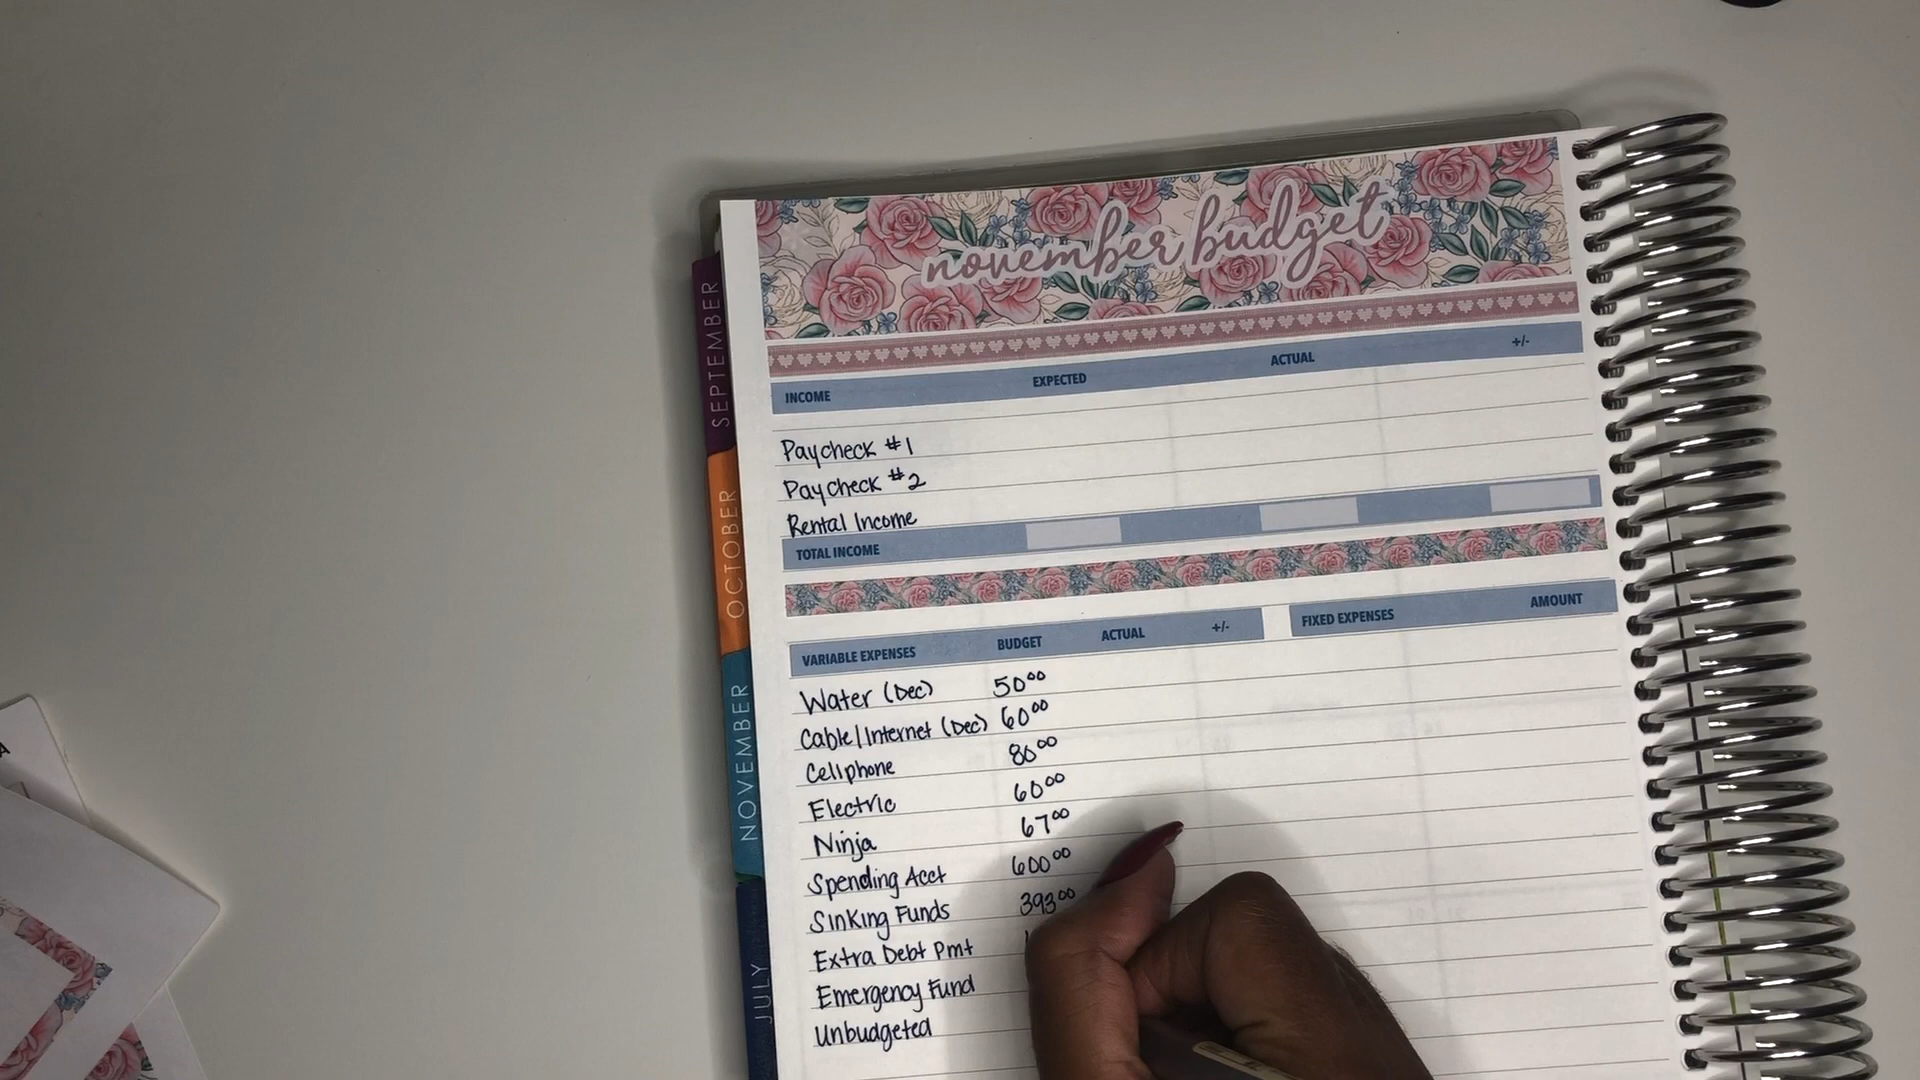 november budget
INCOME EXPECTED ACTUAL +/-
Paycheck #1
Paycheck #2
Rental Income
TOTAL INCOME
VARIABLE EXPENSES BUDGET ACTUAL +/-
FIXED EXPENSES AMOUNT
Water (Dec) 50⁰⁰
Cable/Internet (Dec) 60⁰⁰
Cellphone 80⁰⁰
Electric 60⁰⁰
Ninja 67⁰⁰
Spending Acct 600⁰⁰
Sinking Funds 393⁰⁰
Extra Debt Pmt
Emergency Fund
Unbudgeted
SEPTEMBER
OCTOBER
NOVEMBER
JULY
A